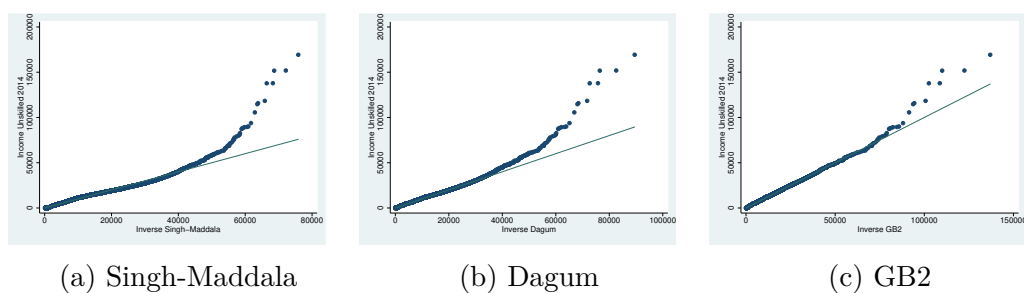 Income Unskilled 2014
0 50000 100000 150000 200000
0 20000 40000 60000 80000
Inverse Singh−Maddala
(a) Singh-Maddala
Income Unskilled 2014
0 50000 100000 150000 200000
0 20000 40000 60000 80000 100000
Inverse Dagum
(b) Dagum
Income Unskilled 2014
0 50000 100000 150000 200000
0 50000 100000 150000
Inverse GB2
(c) GB2